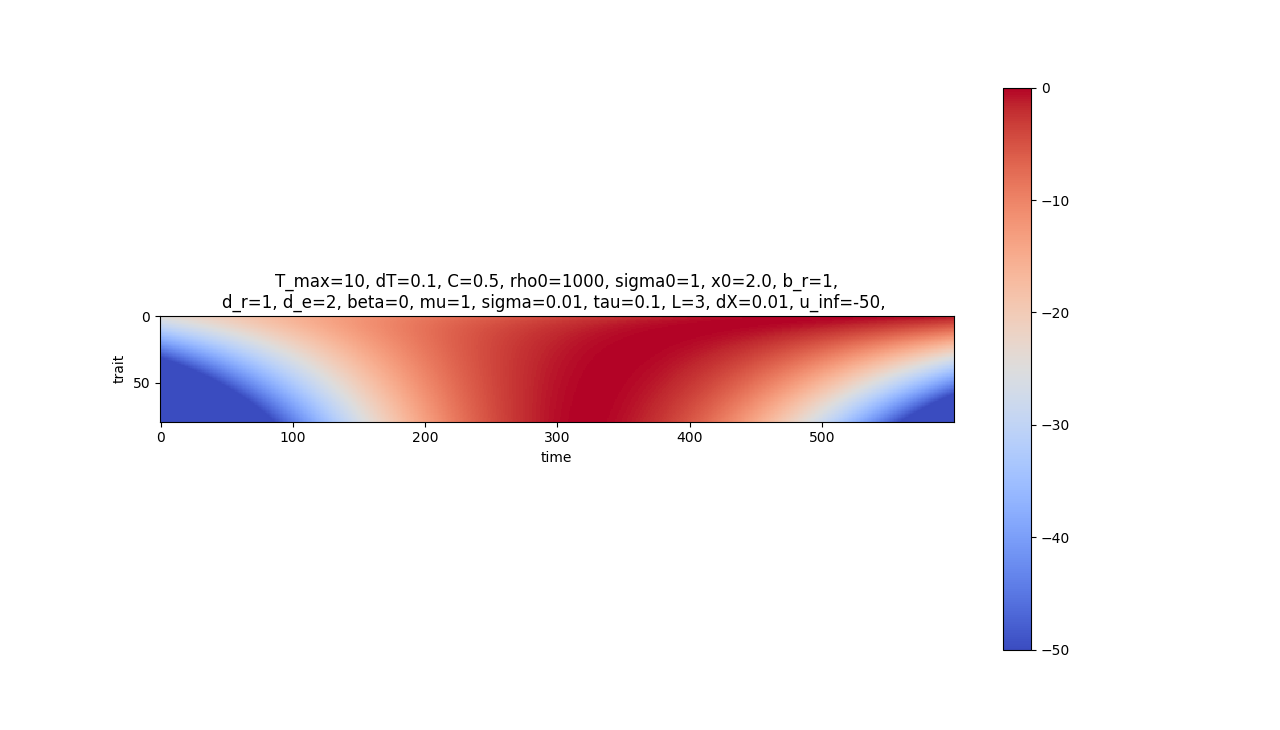 T_max=10, dT=0.1, C=0.5, rho0=1000, sigma0=1, x0=2.0, b_r=1,
d_r=1, d_e=2, beta=0, mu=1, sigma=0.01, tau=0.1, L=3, dX=0.01, u_inf=-50,
0
50
trait
0 100 200 300 400 500
time
0
−10
−20
−30
−40
−50